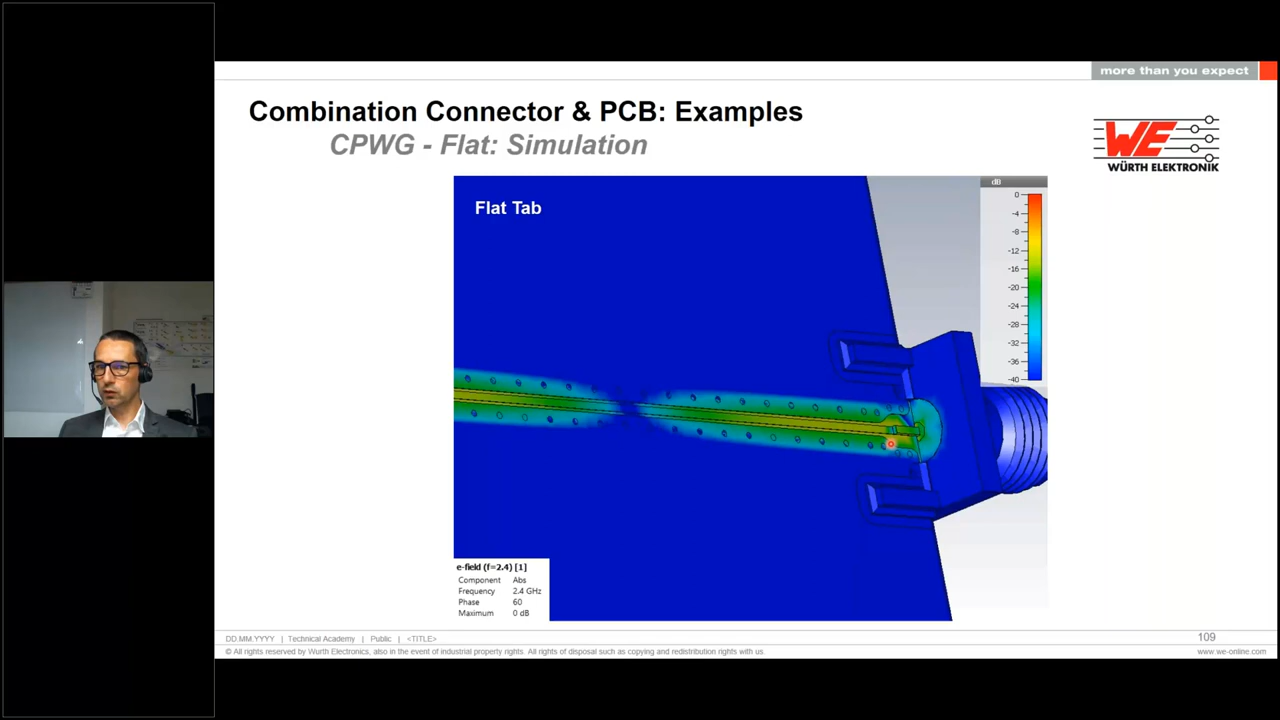 more than you expect
Combination Connector & PCB: Examples
CPWG - Flat: Simulation
WE
WÜRTH ELEKTRONIK
Flat Tab
dB
0
-4
-8
-12
-16
-20
-24
-28
-32
-36
-40
e-field (f=2.4) [1]
Component Abs
Frequency 2.4 GHz
Phase 60
Maximum 0 dB
DD.MM.YYYY | Technical Academy | Public | <TITLE>
109
© All rights reserved by Wurth Electronics, also in the event of industrial property rights. All rights of disposal such as copying and redistribution rights with us.
www.we-online.com